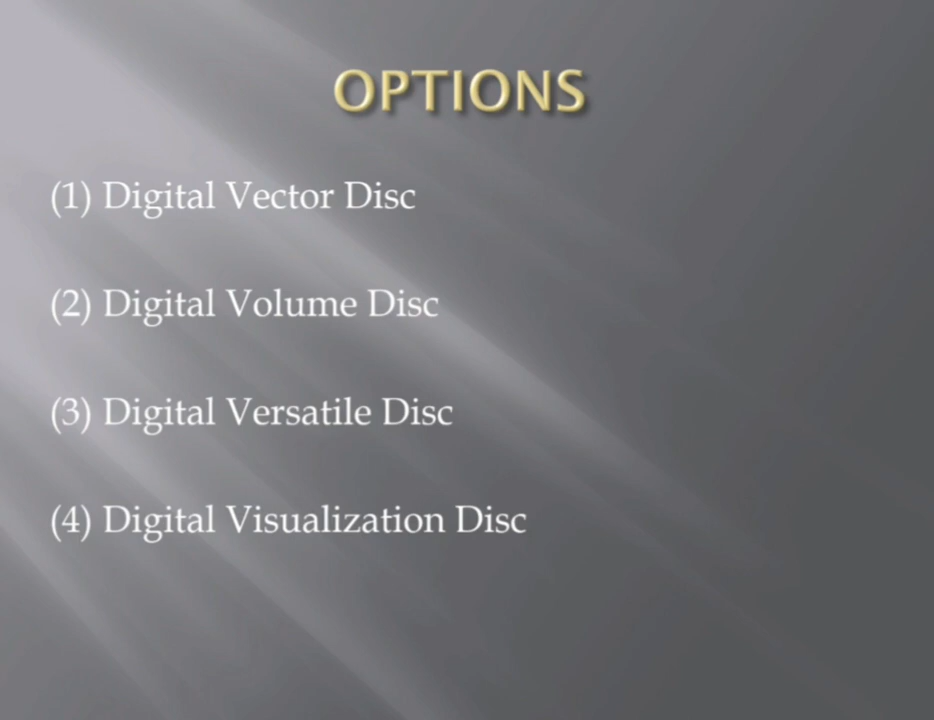 OPTIONS
(1) Digital Vector Disc
(2) Digital Volume Disc
(3) Digital Versatile Disc
(4) Digital Visualization Disc